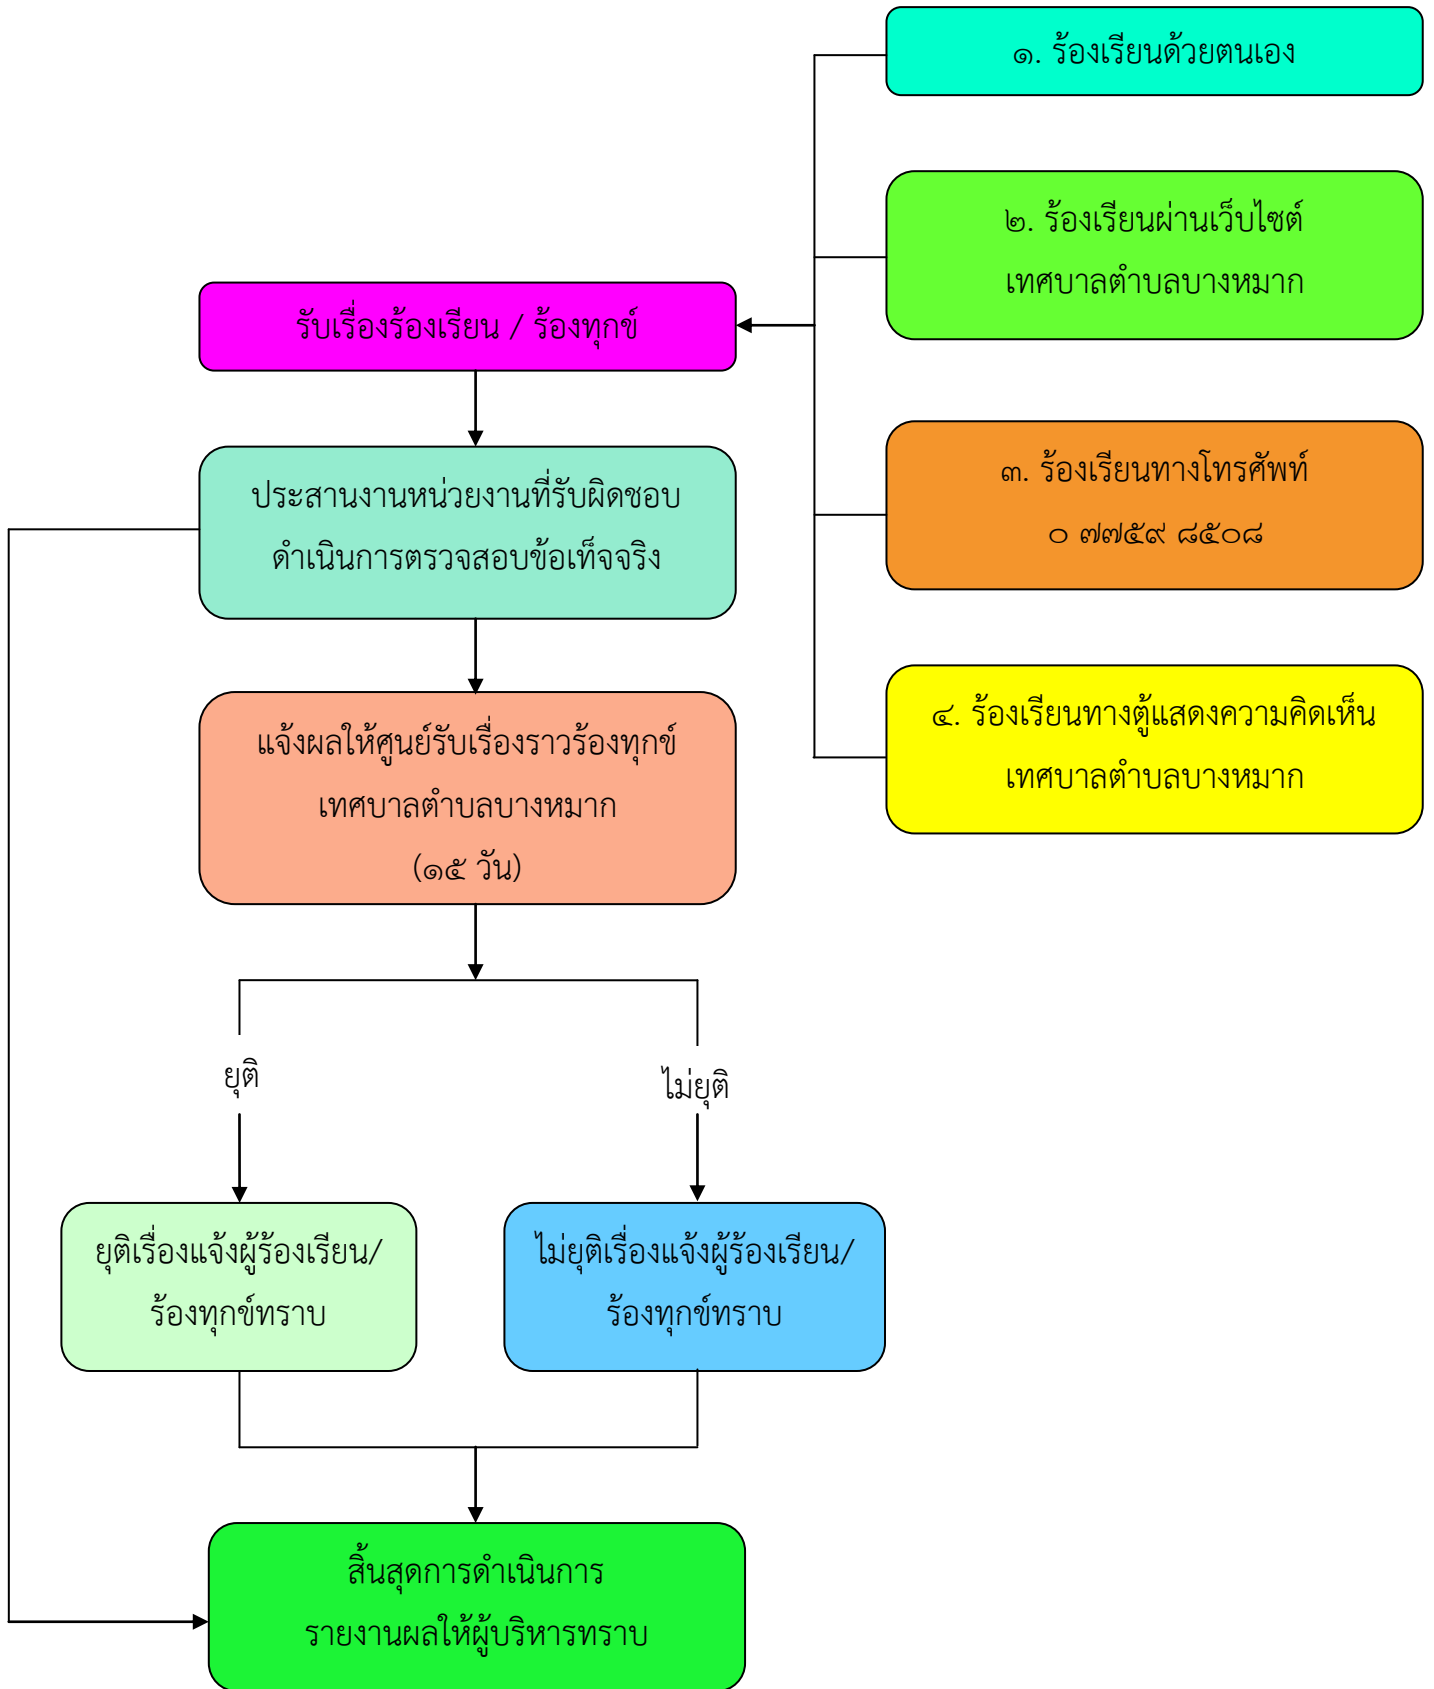 ๑. ร้องเรียนด้วยตนเอง
๒. ร้องเรียนผ่านเว็บไซต์
เทศบาลตำบลบางหมาก
รับเรื่องร้องเรียน / ร้องทุกข์
๓. ร้องเรียนทางโทรศัพท์
๐ ๗๗๕๙ ๘๕๐๘
ประสานงานหน่วยงานที่รับผิดชอบ
ดำเนินการตรวจสอบข้อเท็จจริง
๔. ร้องเรียนทางตู้แสดงความคิดเห็น
เทศบาลตำบลบางหมาก
แจ้งผลให้ศูนย์รับเรื่องราวร้องทุกข์
เทศบาลตำบลบางหมาก
(๑๕ วัน)
ยุติ
ไม่ยุติ
ยุติเรื่องแจ้งผู้ร้องเรียน/
ร้องทุกข์ทราบ
ไม่ยุติเรื่องแจ้งผู้ร้องเรียน/
ร้องทุกข์ทราบ
สิ้นสุดการดำเนินการ
รายงานผลให้ผู้บริหารทราบ